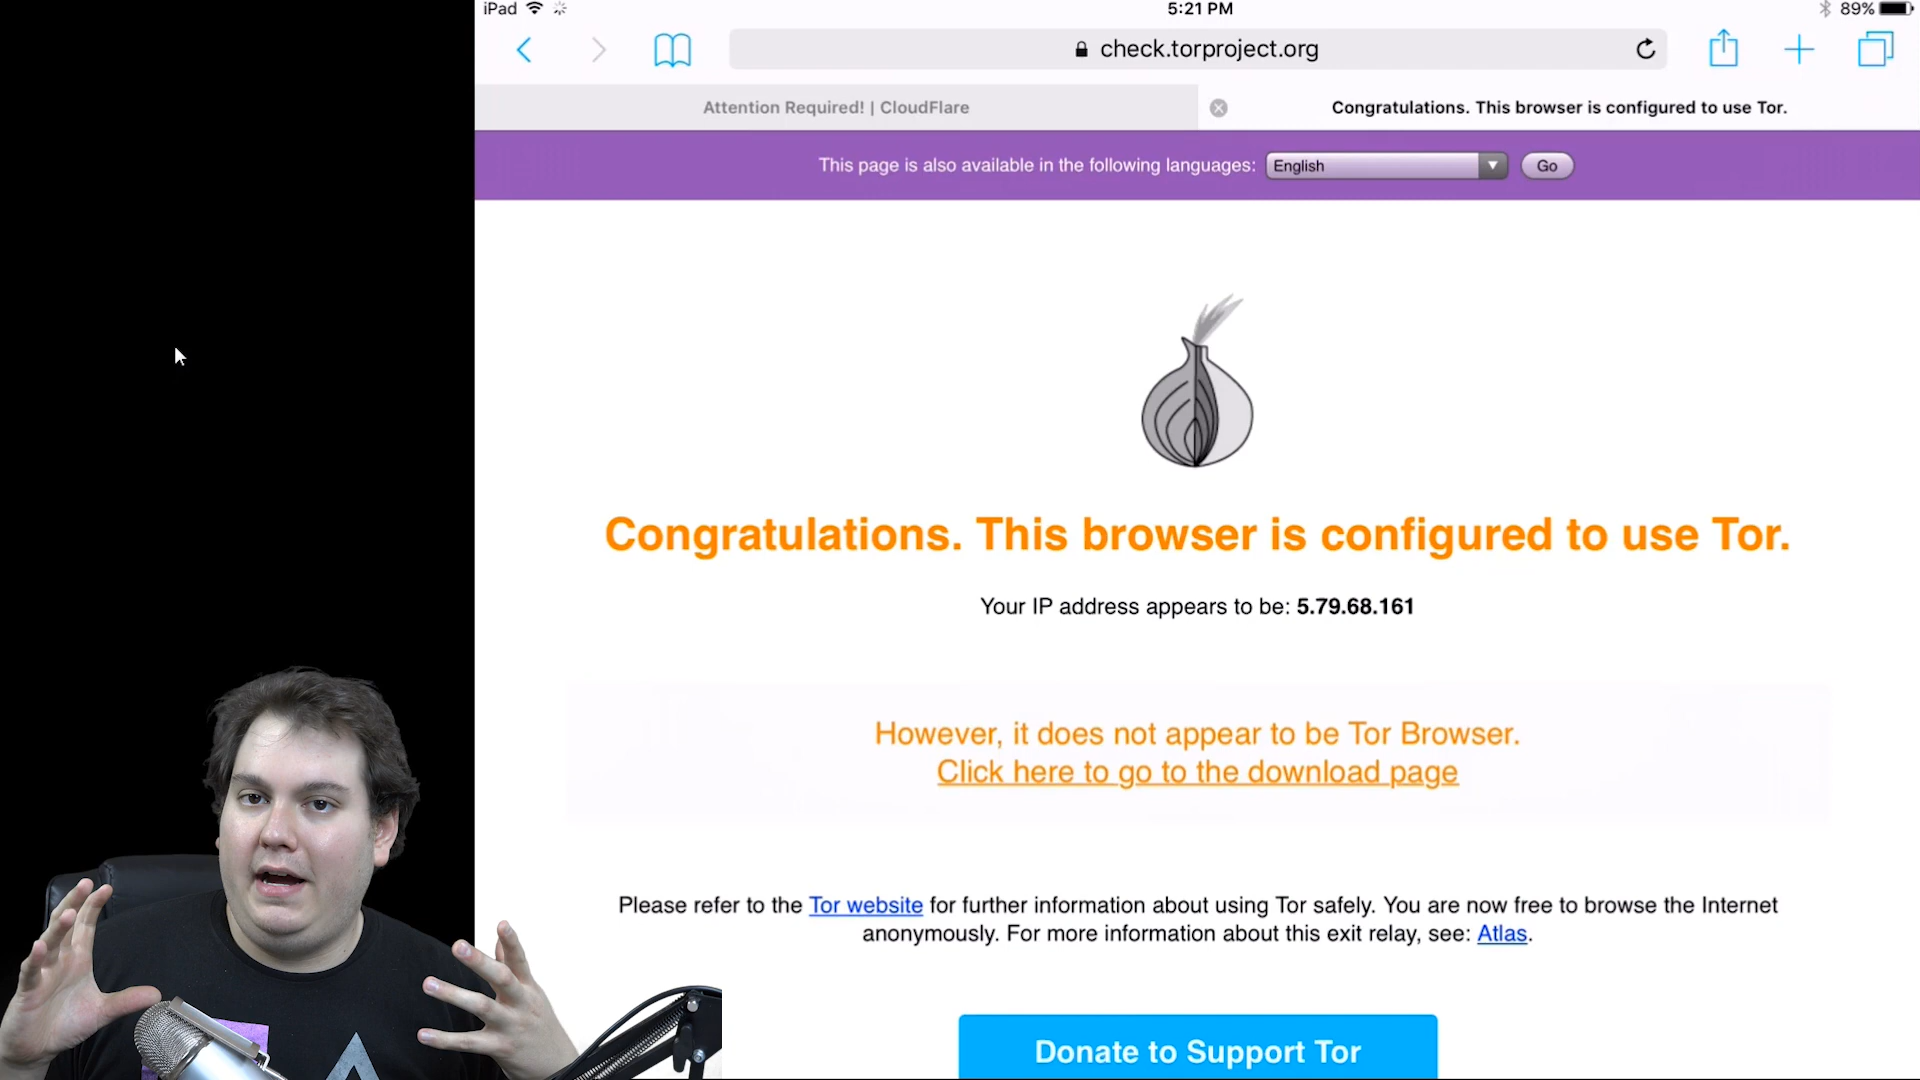 iPad
5:21 PM
89%
check.torproject.org
Attention Required! | CloudFlare
Congratulations. This browser is configured to use Tor.
This page is also available in the following languages:
English
Go
Congratulations. This browser is configured to use Tor.
Your IP address appears to be: 5.79.68.161
However, it does not appear to be Tor Browser.
Click here to go to the download page
Please refer to the Tor website for further information about using Tor safely. You are now free to browse the Internet
anonymously. For more information about this exit relay, see: Atlas.
Donate to Support Tor